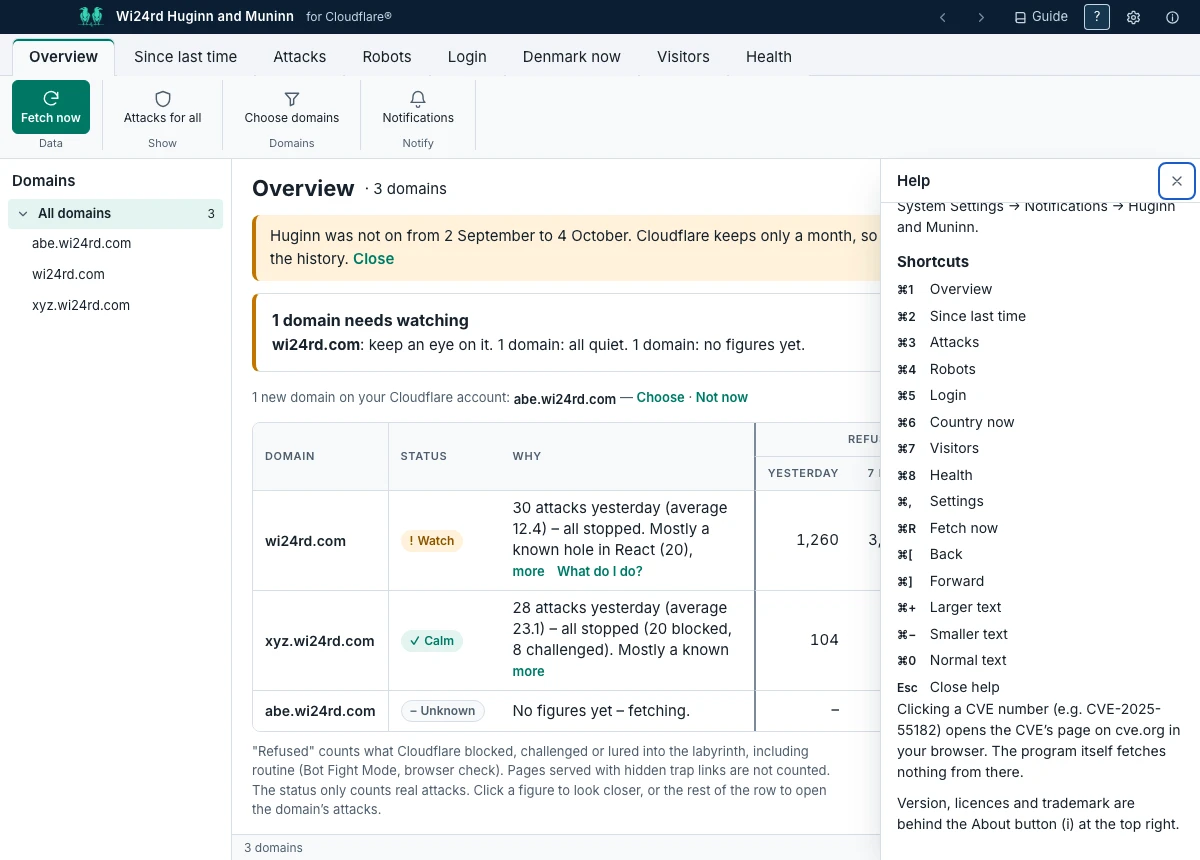 Wi24rd Huginn and Muninn for Cloudflare®
Guide
?
Overview
Since last time
Attacks
Robots
Login
Denmark now
Visitors
Health
Fetch now
Data
Attacks for all
Show
Choose domains
Domains
Notifications
Notify
Domains
All domains 3
abe.wi24rd.com
wi24rd.com
xyz.wi24rd.com
Overview · 3 domains
Huginn was not on from 2 September to 4 October. Cloudflare keeps only a month, so
the history. Close
1 domain needs watching
wi24rd.com: keep an eye on it. 1 domain: all quiet. 1 domain: no figures yet.
1 new domain on your Cloudflare account: abe.wi24rd.com — Choose · Not now
DOMAIN STATUS WHY
REFU
YESTERDAY 7
wi24rd.com
! Watch
30 attacks yesterday (average
12.4) – all stopped. Mostly a
known hole in React (20),
more What do I do?
1,260 3,
xyz.wi24rd.com
✓ Calm
28 attacks yesterday (average
23.1) – all stopped (20 blocked,
8 challenged). Mostly a known
more
104
abe.wi24rd.com
– Unknown
No figures yet – fetching.
–
"Refused" counts what Cloudflare blocked, challenged or lured into the labyrinth, including
routine (Bot Fight Mode, browser check). Pages served with hidden trap links are not counted.
The status only counts real attacks. Click a figure to look closer, or the rest of the row to open
the domain's attacks.
3 domains
Help
System Settings → Notifications → Huginn
and Muninn.
Shortcuts
⌘1 Overview
⌘2 Since last time
⌘3 Attacks
⌘4 Robots
⌘5 Login
⌘6 Country now
⌘7 Visitors
⌘8 Health
⌘, Settings
⌘R Fetch now
⌘[ Back
⌘] Forward
⌘+ Larger text
⌘− Smaller text
⌘0 Normal text
Esc Close help
Clicking a CVE number (e.g. CVE-2025-
55182) opens the CVE's page on cve.org in
your browser. The program itself fetches
nothing from there.
Version, licences and trademark are
behind the About button (i) at the top right.